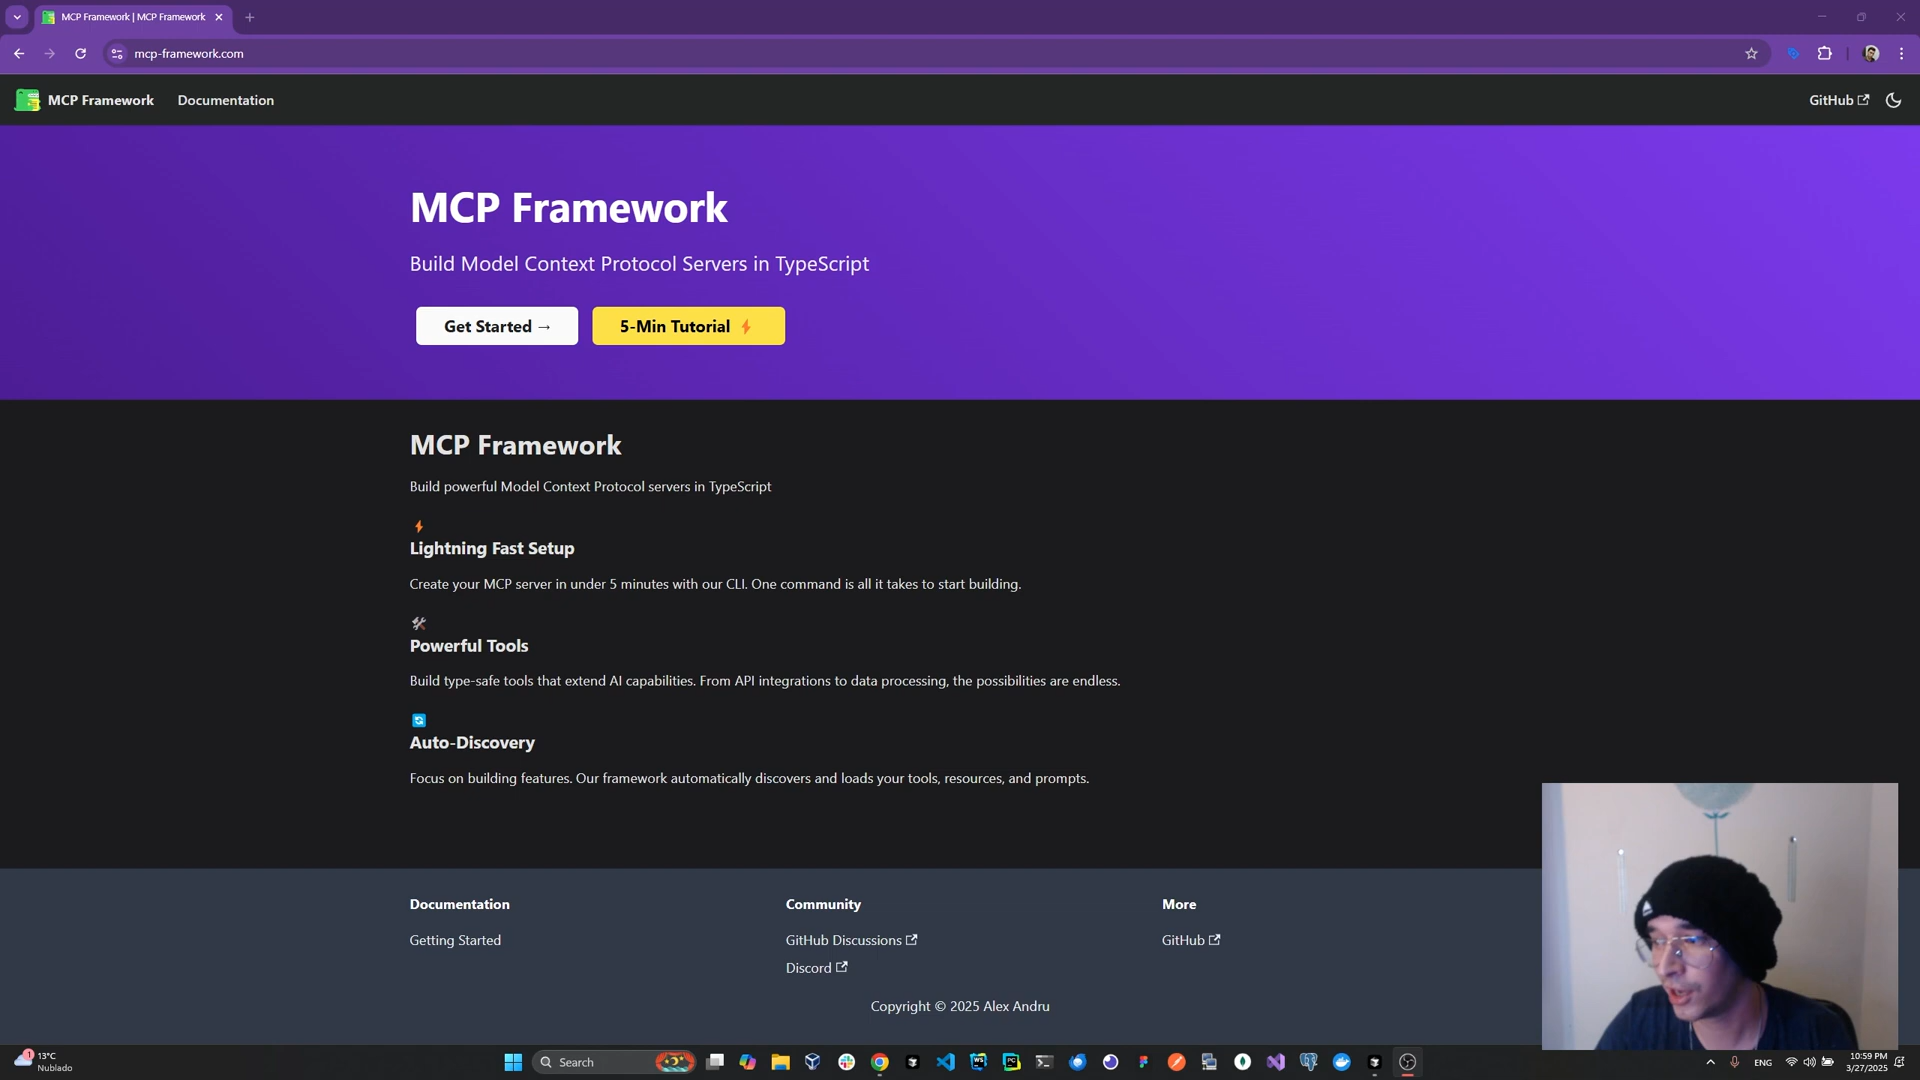 MCP Framework | MCP Framework
mcp-framework.com
MCP Framework
Documentation
GitHub
MCP Framework
Build Model Context Protocol Servers in TypeScript
Get Started →
5-Min Tutorial ⚡
MCP Framework
Build powerful Model Context Protocol servers in TypeScript
Lightning Fast Setup
Create your MCP server in under 5 minutes with our CLI. One command is all it takes to start building.
Powerful Tools
Build type-safe tools that extend AI capabilities. From API integrations to data processing, the possibilities are endless.
Auto-Discovery
Focus on building features. Our framework automatically discovers and loads your tools, resources, and prompts.
Documentation
Getting Started
Community
GitHub Discussions
Discord
More
GitHub
Copyright © 2025 Alex Andru
1
13°C
Nublado
Search
WS
PC
ENG
10:59 PM
3/27/2025